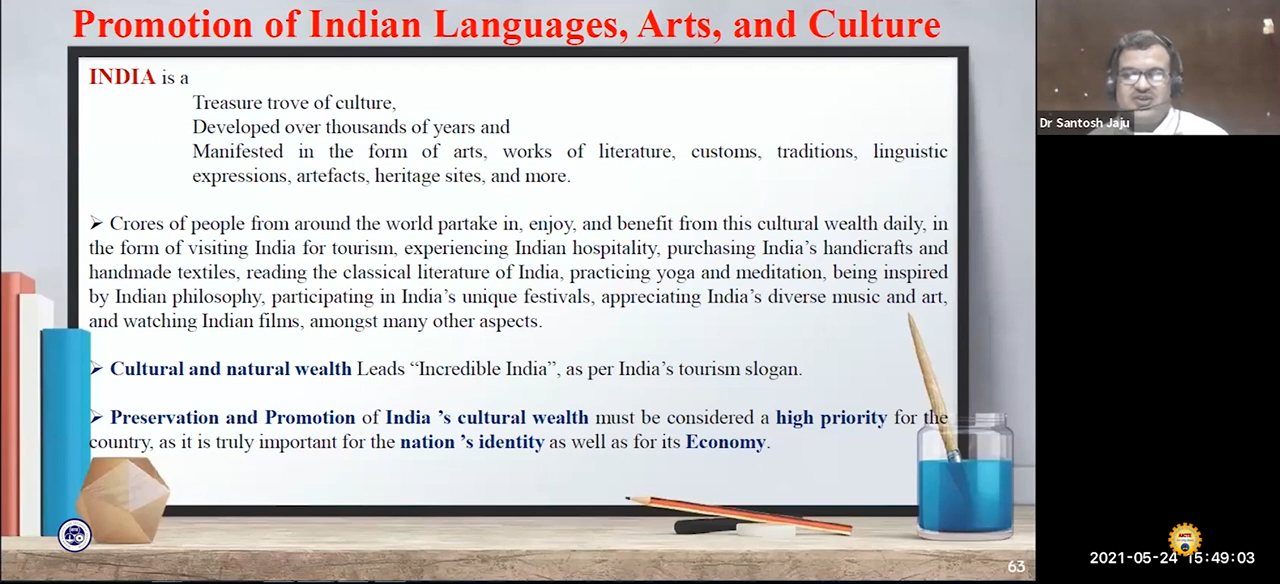 Promotion of Indian Languages, Arts, and Culture
INDIA is a
Treasure trove of culture,
Developed over thousands of years and
Manifested in the form of arts, works of literature, customs, traditions, linguistic
expressions, artefacts, heritage sites, and more.
➢ Crores of people from around the world partake in, enjoy, and benefit from this cultural wealth daily, in
the form of visiting India for tourism, experiencing Indian hospitality, purchasing India’s handicrafts and
handmade textiles, reading the classical literature of India, practicing yoga and meditation, being inspired
by Indian philosophy, participating in India’s unique festivals, appreciating India’s diverse music and art,
and watching Indian films, amongst many other aspects.
➢ Cultural and natural wealth Leads “Incredible India”, as per India’s tourism slogan.
➢ Preservation and Promotion of India ’s cultural wealth must be considered a high priority for the
country, as it is truly important for the nation ’s identity as well as for its Economy.
63
Dr Santosh Jaju
AICTE
2021-05-24 15:49:03